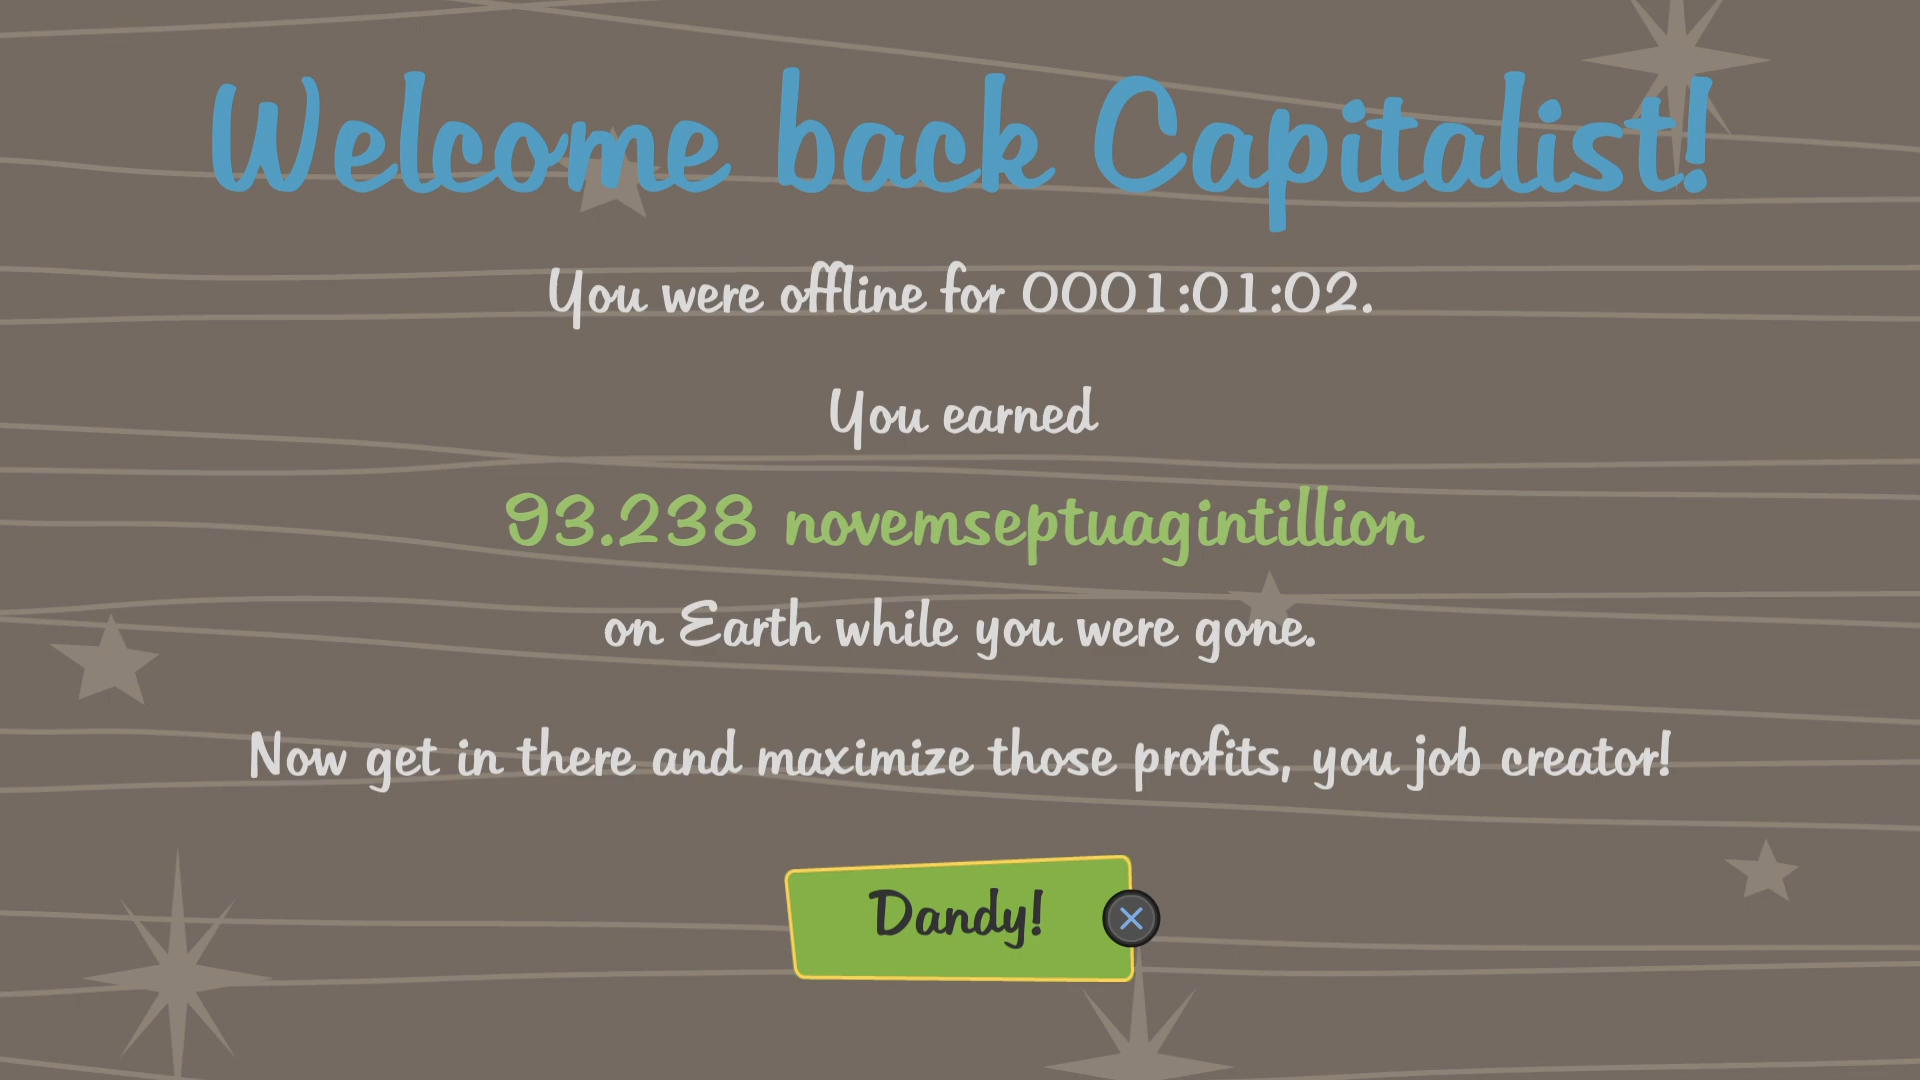 Welcome back Capitalist!
You were offline for 0001:01:02.
You earned
93.238 novemseptuagintillion
on Earth while you were gone.
Now get in there and maximize those profits, you job creator!
Dandy!